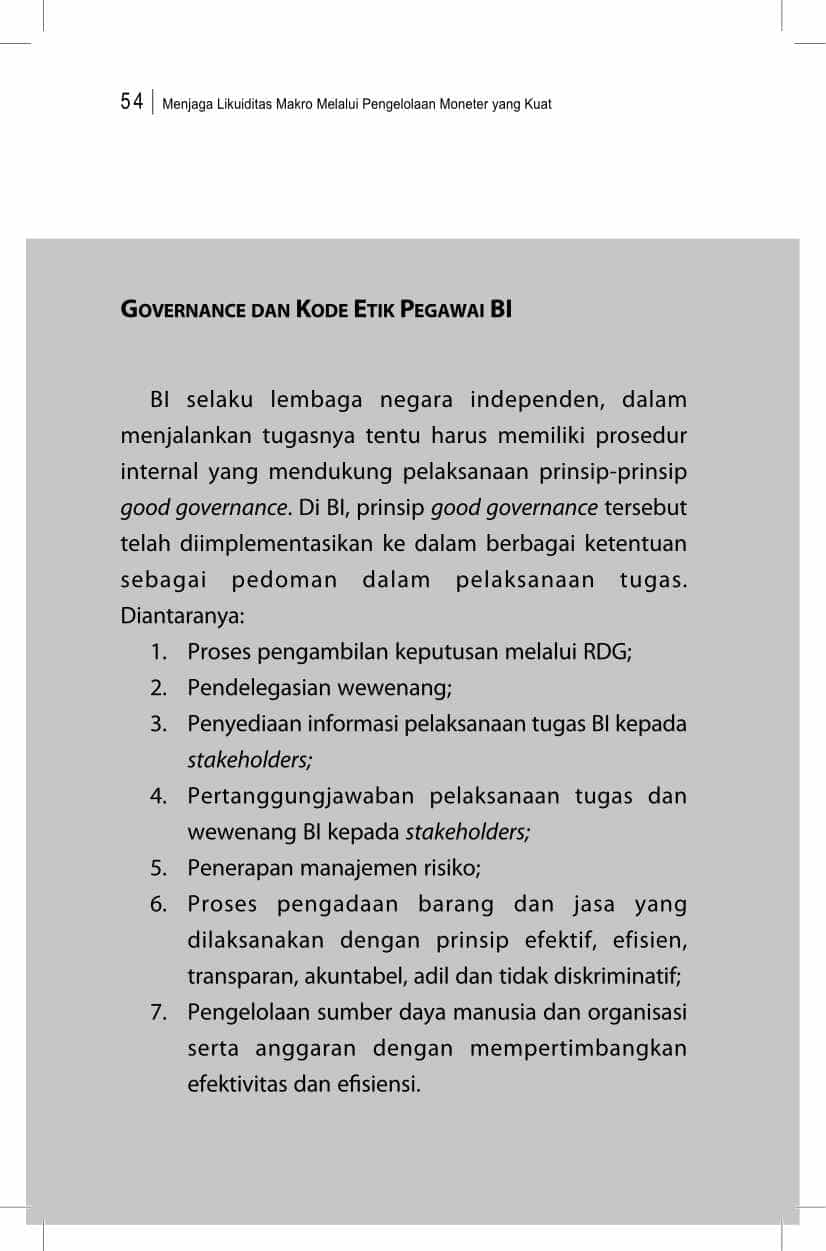 54 Menjaga Likuiditas Makro Melalui Pengelolaan Moneter yang Kuat
GOVERNANCE DAN KODE ETIK PEGAWAI BI
BI selaku lembaga negara independen, dalam
menjalankan tugasnya tentu harus memiliki prosedur
internal yang mendukung pelaksanaan prinsip-prinsip
good governance. Di BI, prinsip good governance tersebut
telah diimplementasikan ke dalam berbagai ketentuan
sebagai pedoman dalam pelaksanaan tugas.
Diantaranya:
1. Proses pengambilan keputusan melalui RDG;
2. Pendelegasian wewenang;
3. Penyediaan informasi pelaksanaan tugas BI kepada
stakeholders;
4. Pertanggungjawaban pelaksanaan tugas dan
wewenang BI kepada stakeholders;
5. Penerapan manajemen risiko;
6. Proses pengadaan barang dan jasa yang
dilaksanakan dengan prinsip efektif, efisien,
transparan, akuntabel, adil dan tidak diskriminatif;
7. Pengelolaan sumber daya manusia dan organisasi
serta anggaran dengan mempertimbangkan
efektivitas dan efisiensi.